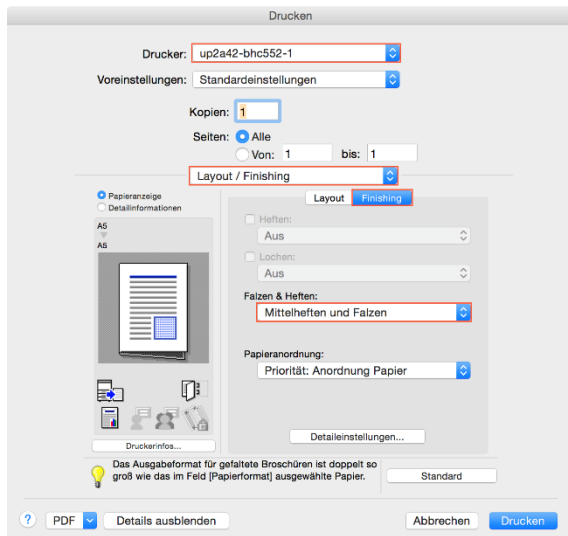 Drucken
Drucker: up2a42-bhc552-1
Voreinstellungen: Standardeinstellungen
Kopien: 1
Seiten: Alle
Von: 1 bis: 1
Layout / Finishing
Papieranzeige
Detailinformationen
A5
A5
Druckerinfos...
Layout Finishing
Heften:
Aus
Lochen:
Aus
Falzen & Heften:
Mittelheften und Falzen
Papieranordnung:
Priorität: Anordnung Papier
Detaileinstellungen...
Das Ausgabeformat für gefaltete Broschüren ist doppelt so
groß wie das im Feld [Papierformat] ausgewählte Papier.
Standard
? PDF Details ausblenden Abbrechen Drucken